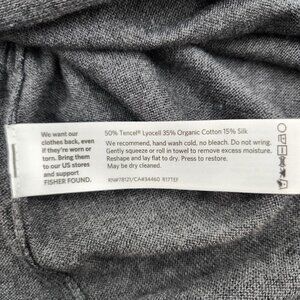 We want our
clothes back, even
if they're worn or
torn. Bring them
to our US stores
and support
FISHER FOUND.
50% Tencel® Lyocell 35% Organic Cotton 15% Silk
We recommend, hand wash cold, no bleach. Do not wring.
Gently squeeze or roll in towel to remove excess moisture.
Reshape and lay flat to dry. Press to restore.
May be dry cleaned.
RN#78121/CA#34460 R17TEF